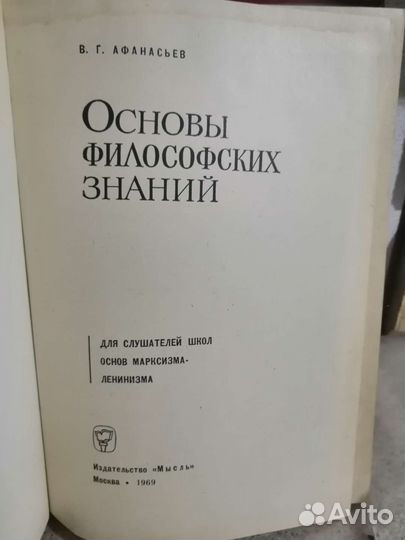 В. Г. АФАНАСЬЕВ
ОСНОВЫ
ФИЛОСОФСКИХ
ЗНАНИЙ
ДЛЯ СЛУШАТЕЛЕЙ ШКОЛ
ОСНОВ МАРКСИЗМА-
ЛЕНИНИЗМА
Издательство «Мысль»
Москва • 1969
Avito